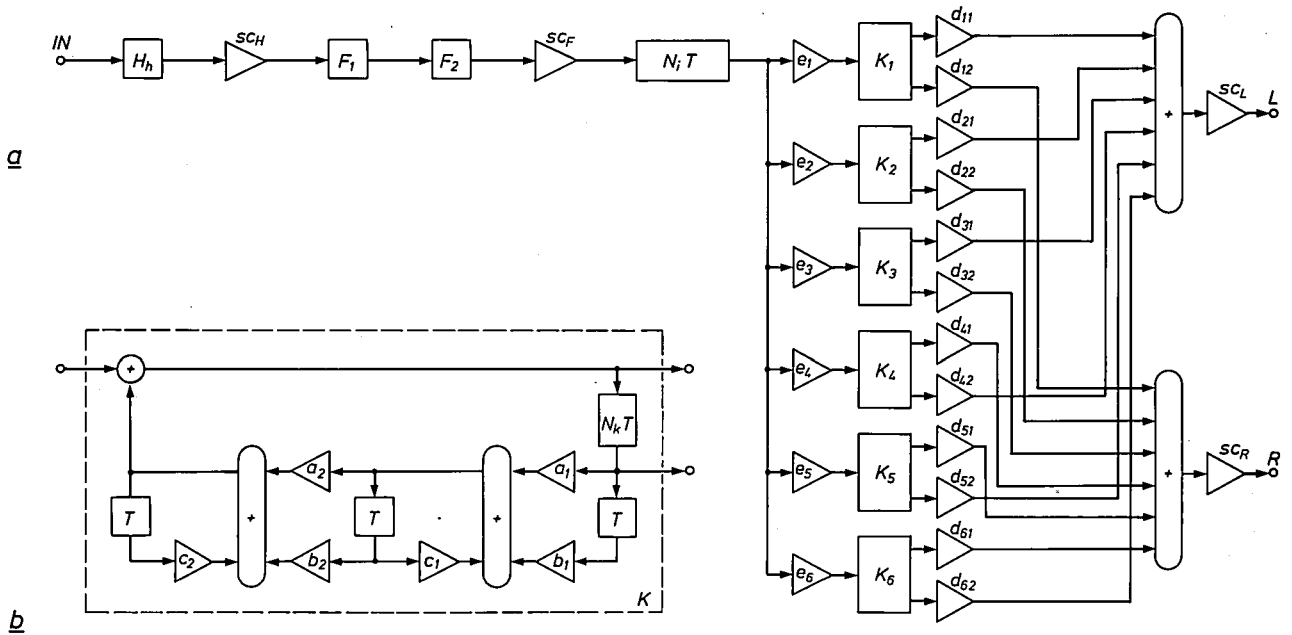 IN
H_h
sc_H
F_1
F_2
sc_F
N_i T
e_1
K_1
d_11
d_12
e_2
K_2
d_21
d_22
e_3
K_3
d_31
d_32
e_4
K_4
d_41
d_42
e_5
K_5
d_51
d_52
e_6
K_6
d_61
d_62
+
sc_L
L
+
sc_R
R
a
+
N_k T
a_2
a_1
T
+
T
+
T
c_2
b_2
c_1
b_1
K
b